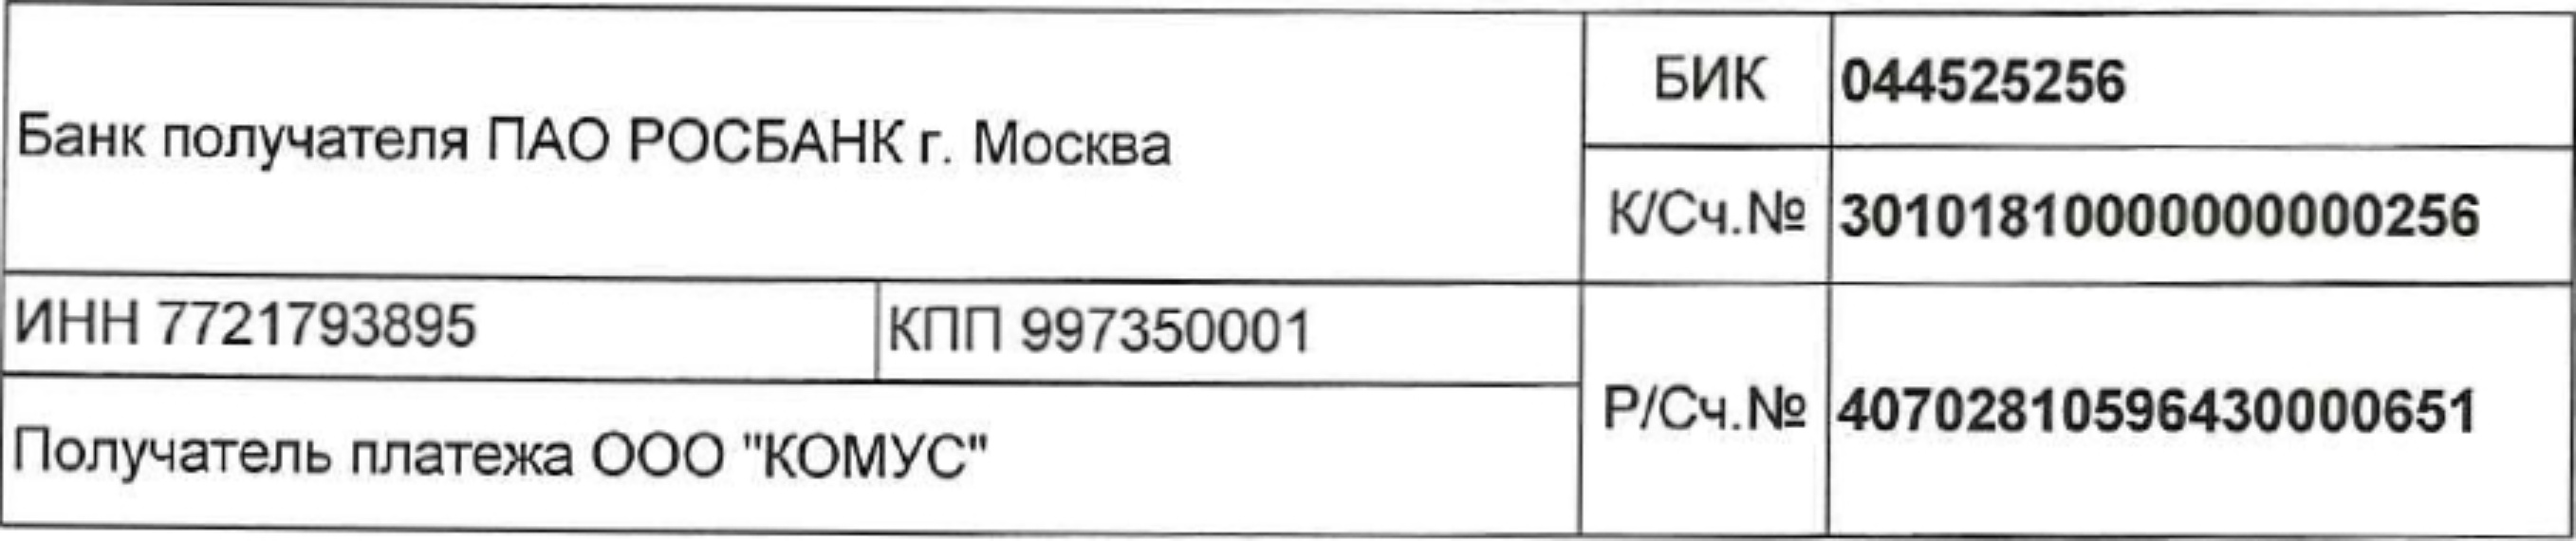 Банк получателя ПАО РОСБАНК г. Москва
БИК 044525256
К/Сч.№ 30101810000000000256
ИНН 7721793895 КПП 997350001
Р/Сч.№ 40702810596430000651
Получатель платежа ООО "КОМУС"